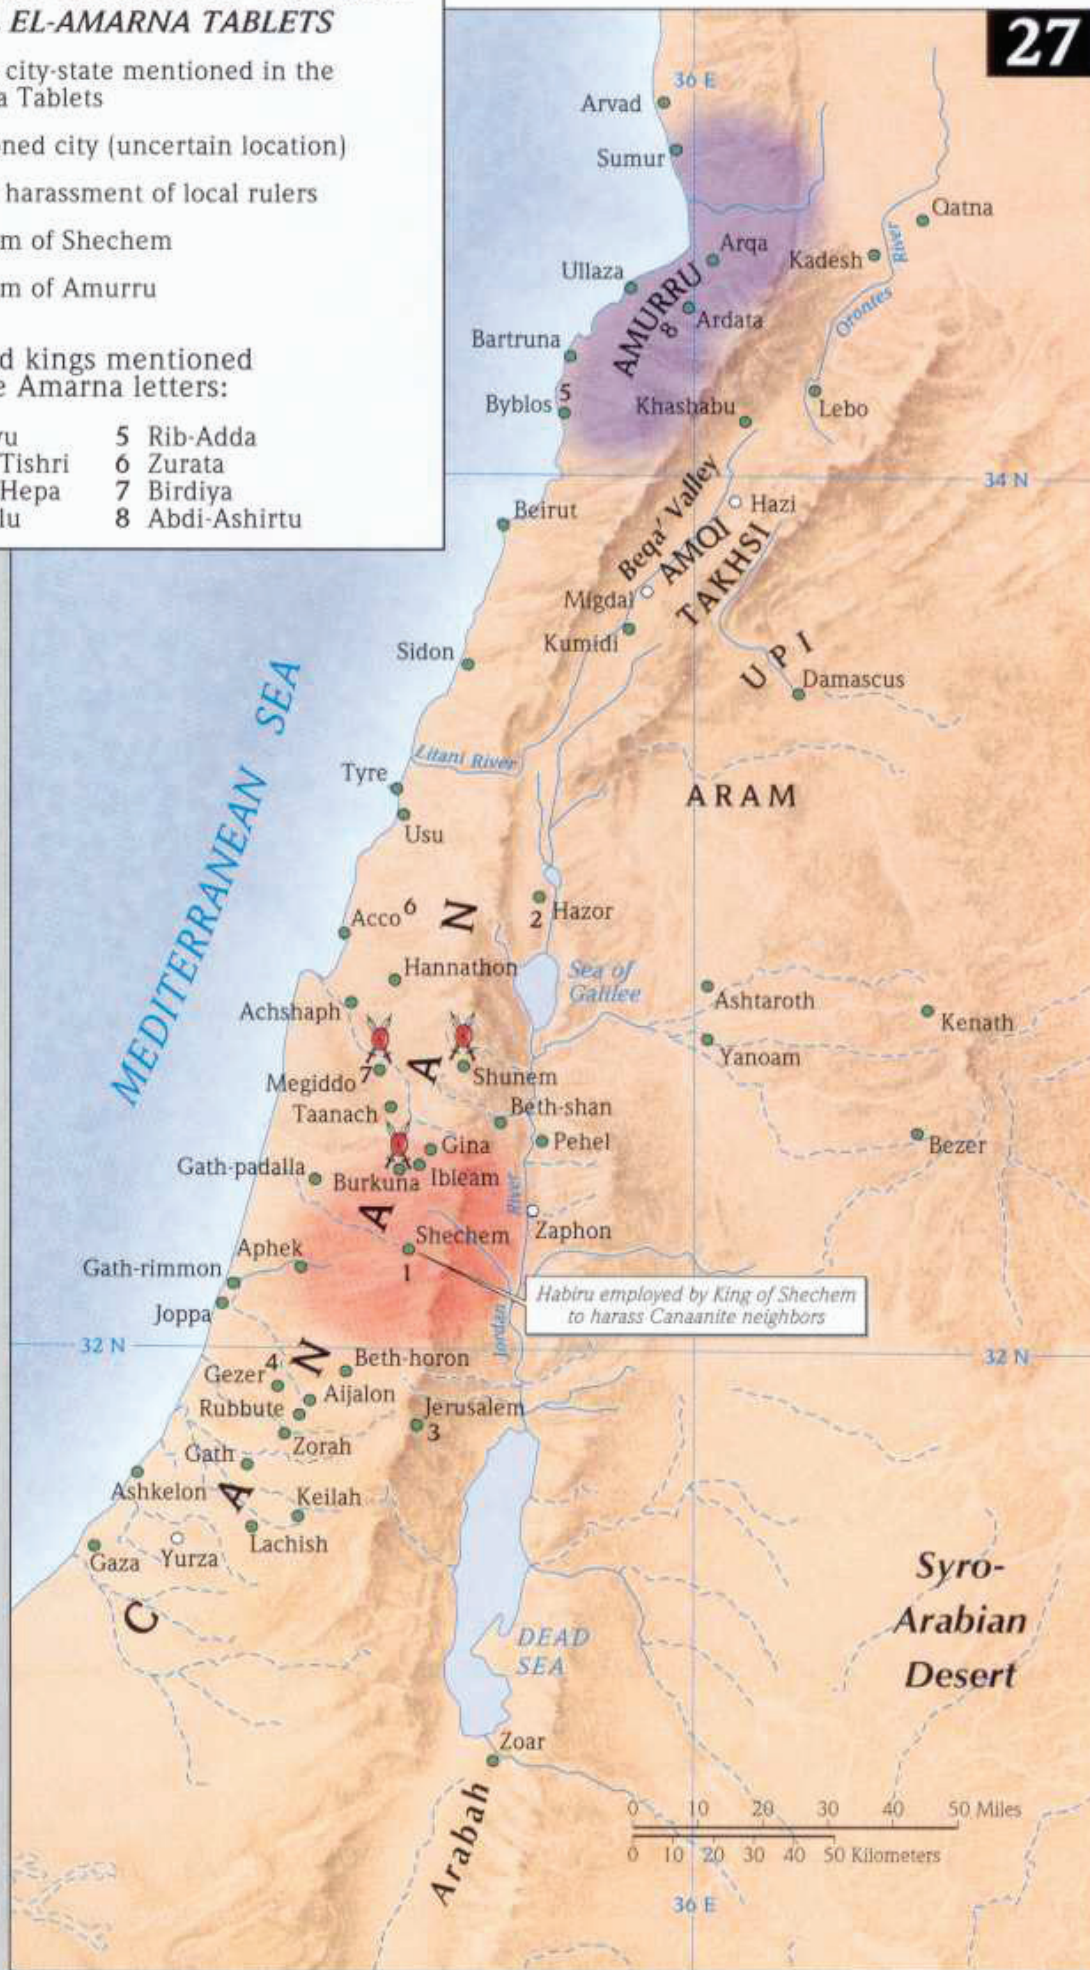 EL-AMARNA TABLETS
city-state mentioned in the
a Tablets
ned city (uncertain location)
harassment of local rulers
m of Shechem
m of Amurru
d kings mentioned
e Amarna letters:
yu 5 Rib-Adda
Tishri 6 Zurata
Hepa 7 Birdiya
lu 8 Abdi-Ashirtu
27
36 E
Arvad
Sumur
Qatna
Arqa
Kadesh
River
Ullaza
Orontes
AMURRU
8
Ardata
Bartruna
5
Byblos
Khashabu
Lebo
34 N
Beqa' Valley
Hazi
Beirut
AMQI
TAKHSI
Migdal
Kumidi
Sidon
UPI
Damascus
MEDITERRANEAN SEA
Litani River
Tyre
ARAM
Usu
Acco 6
2 Hazor
Hannathon
Sea of
Galilee
Ashtaroth
Achshaph
Kenath
Yanoam
Megiddo 7
Shunem
Taanach
Beth-shan
Gina
Pehel
Bezer
Gath-padalla
Burkuna
Ibleam
River
Zaphon
Shechem
1
Aphek
Gath-rimmon
Habiru employed by King of Shechem
to harass Canaanite neighbors
Joppa
Jordan
32 N
32 N
CANAAN
Beth-horon
Gezer 4
Aijalon
Rubbute
Jerusalem
3
Zorah
Gath
Ashkelon
Keilah
Lachish
Gaza
Yurza
Syro-
Arabian
Desert
DEAD
SEA
Zoar
Arabah
0 10 20 30 40 50 Miles
0 10 20 30 40 50 Kilometers
36 E